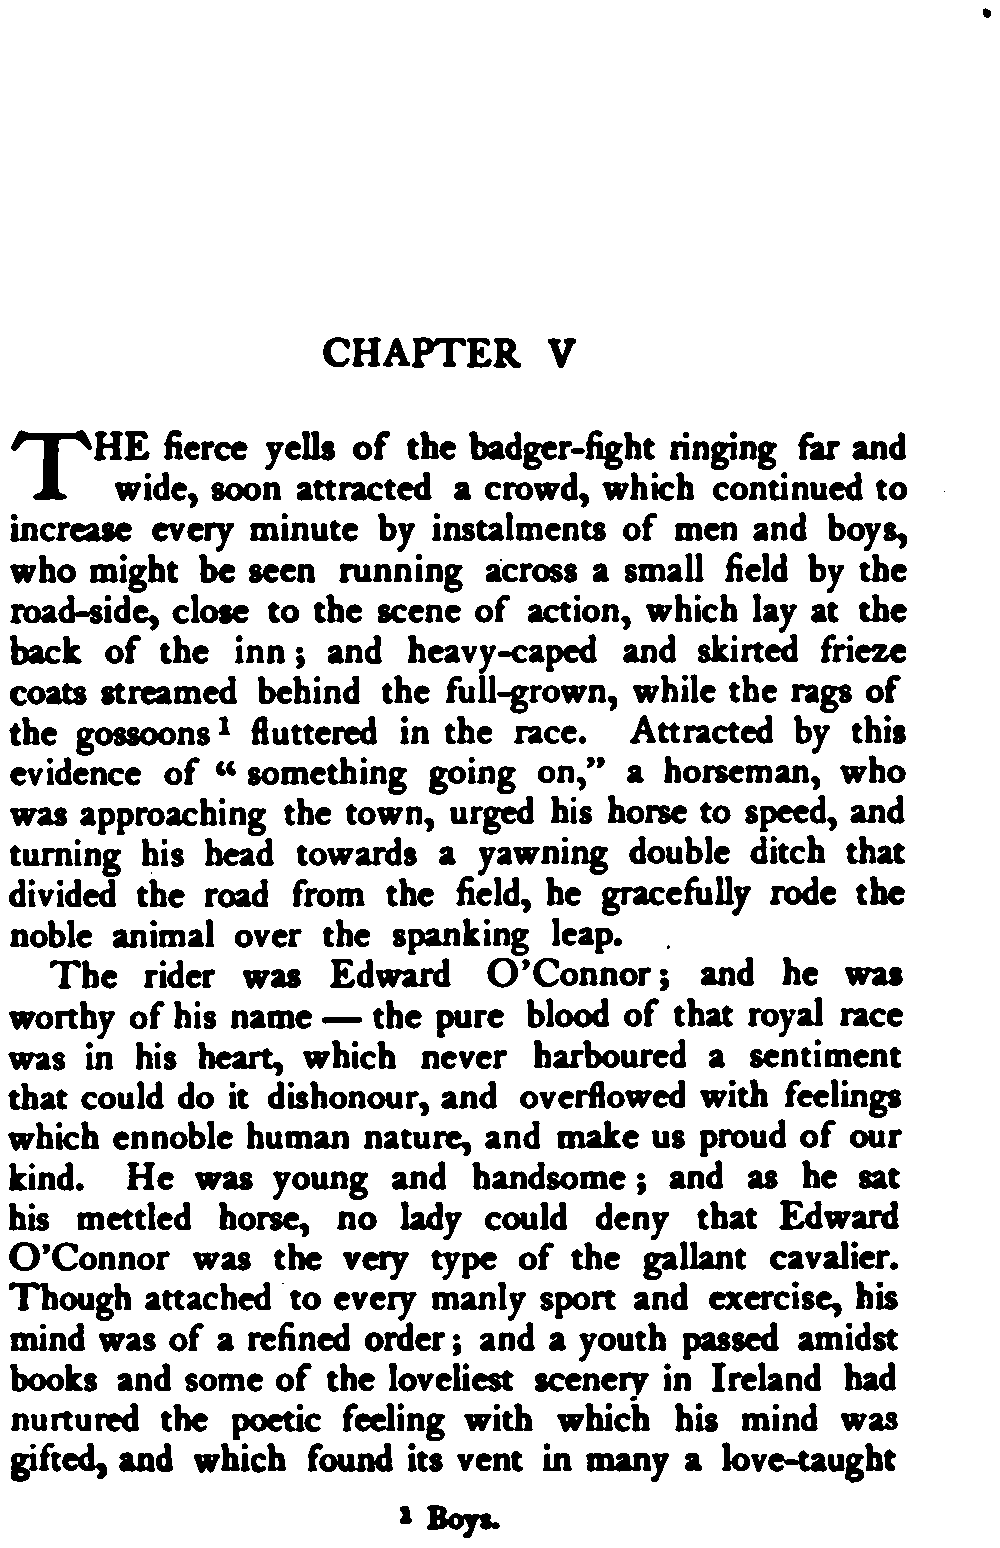 CHAPTER V
THE fierce yells of the badger-fight ringing far and
wide, soon attracted a crowd, which continued to
increase every minute by instalments of men and boys,
who might be seen running across a small field by the
road-side, close to the scene of action, which lay at the
back of the inn; and heavy-caped and skirted frieze
coats streamed behind the full-grown, while the rags of
the gossoons¹ fluttered in the race. Attracted by this
evidence of "something going on," a horseman, who
was approaching the town, urged his horse to speed, and
turning his head towards a yawning double ditch that
divided the road from the field, he gracefully rode the
noble animal over the spanking leap.
The rider was Edward O'Connor; and he was
worthy of his name — the pure blood of that royal race
was in his heart, which never harboured a sentiment
that could do it dishonour, and overflowed with feelings
which ennoble human nature, and make us proud of our
kind. He was young and handsome; and as he sat
his mettled horse, no lady could deny that Edward
O'Connor was the very type of the gallant cavalier.
Though attached to every manly sport and exercise, his
mind was of a refined order; and a youth passed amidst
books and some of the loveliest scenery in Ireland had
nurtured the poetic feeling with which his mind was
gifted, and which found its vent in many a love-taught
¹ Boys.